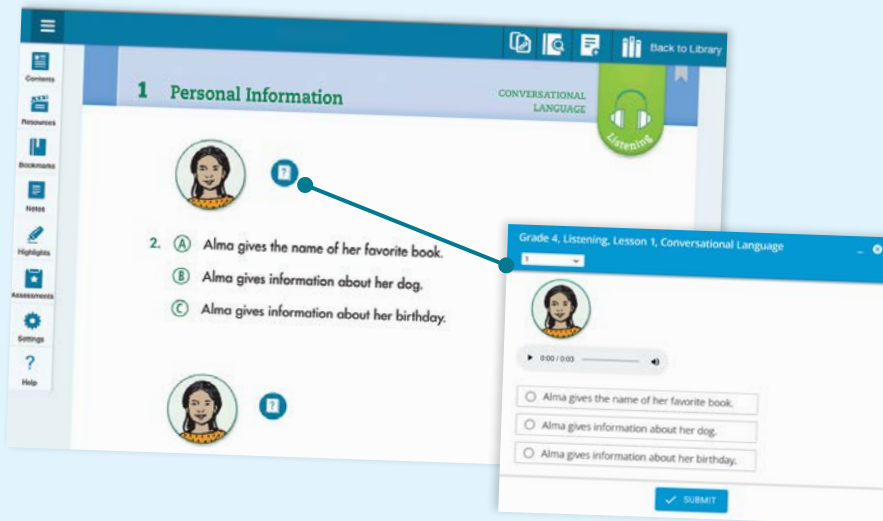 Back to Library
Contents
Resources
Bookmarks
Notes
Highlights
Assessments
Settings
?
Help
1 Personal Information
CONVERSATIONAL
LANGUAGE
Listening
?
2. A Alma gives the name of her favorite book.
B Alma gives information about her dog.
C Alma gives information about her birthday.
?
Grade 4, Listening, Lesson 1, Conversational Language
1
0:00 / 0:03
Alma gives the name of her favorite book.
Alma gives information about her dog.
Alma gives information about her birthday.
SUBMIT